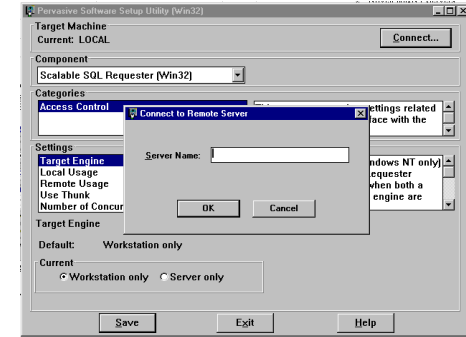 Pervasive Software Setup Utility (Win32)
Target Machine
Current: LOCAL
Connect...
Component
Scalable SQL Requester (Win32)
Categories
Access Control
ettings related
face with the
Connect to Remote Server
Server Name:
OK
Cancel
Settings
Target Engine
Local Usage
Remote Usage
Use Thunk
Number of Concur
ndows NT only)
equester
when both a
engine are
Target Engine
Default: Workstation only
Current
Workstation only
Server only
Save
Exit
Help